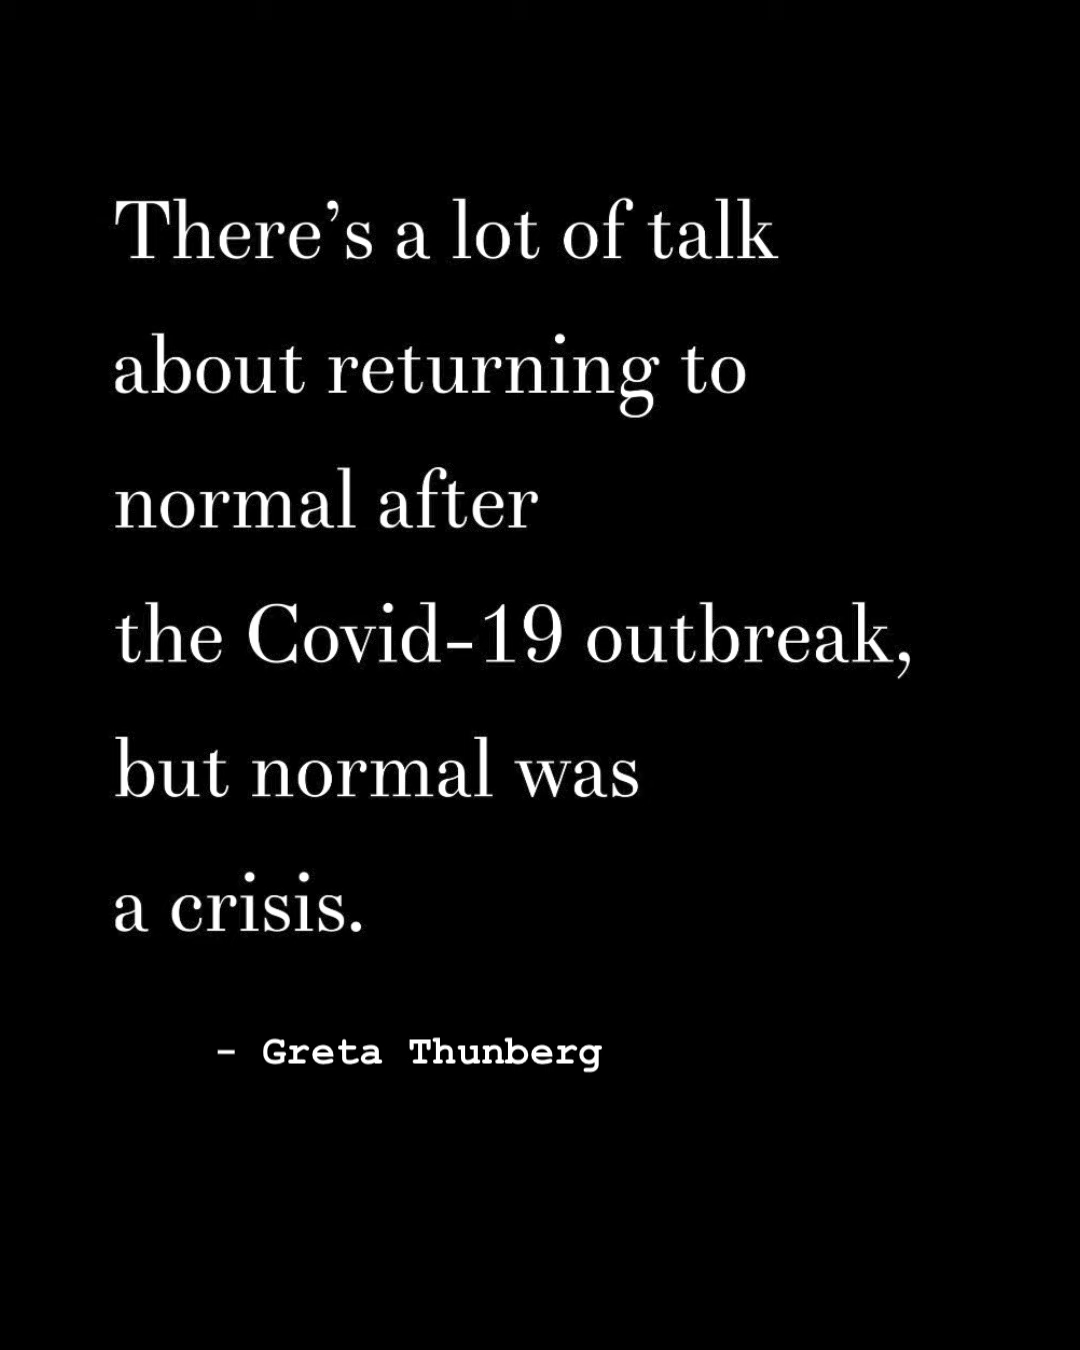 There’s a lot of talk
about returning to
normal after
the Covid-19 outbreak,
but normal was
a crisis.
- Greta Thunberg